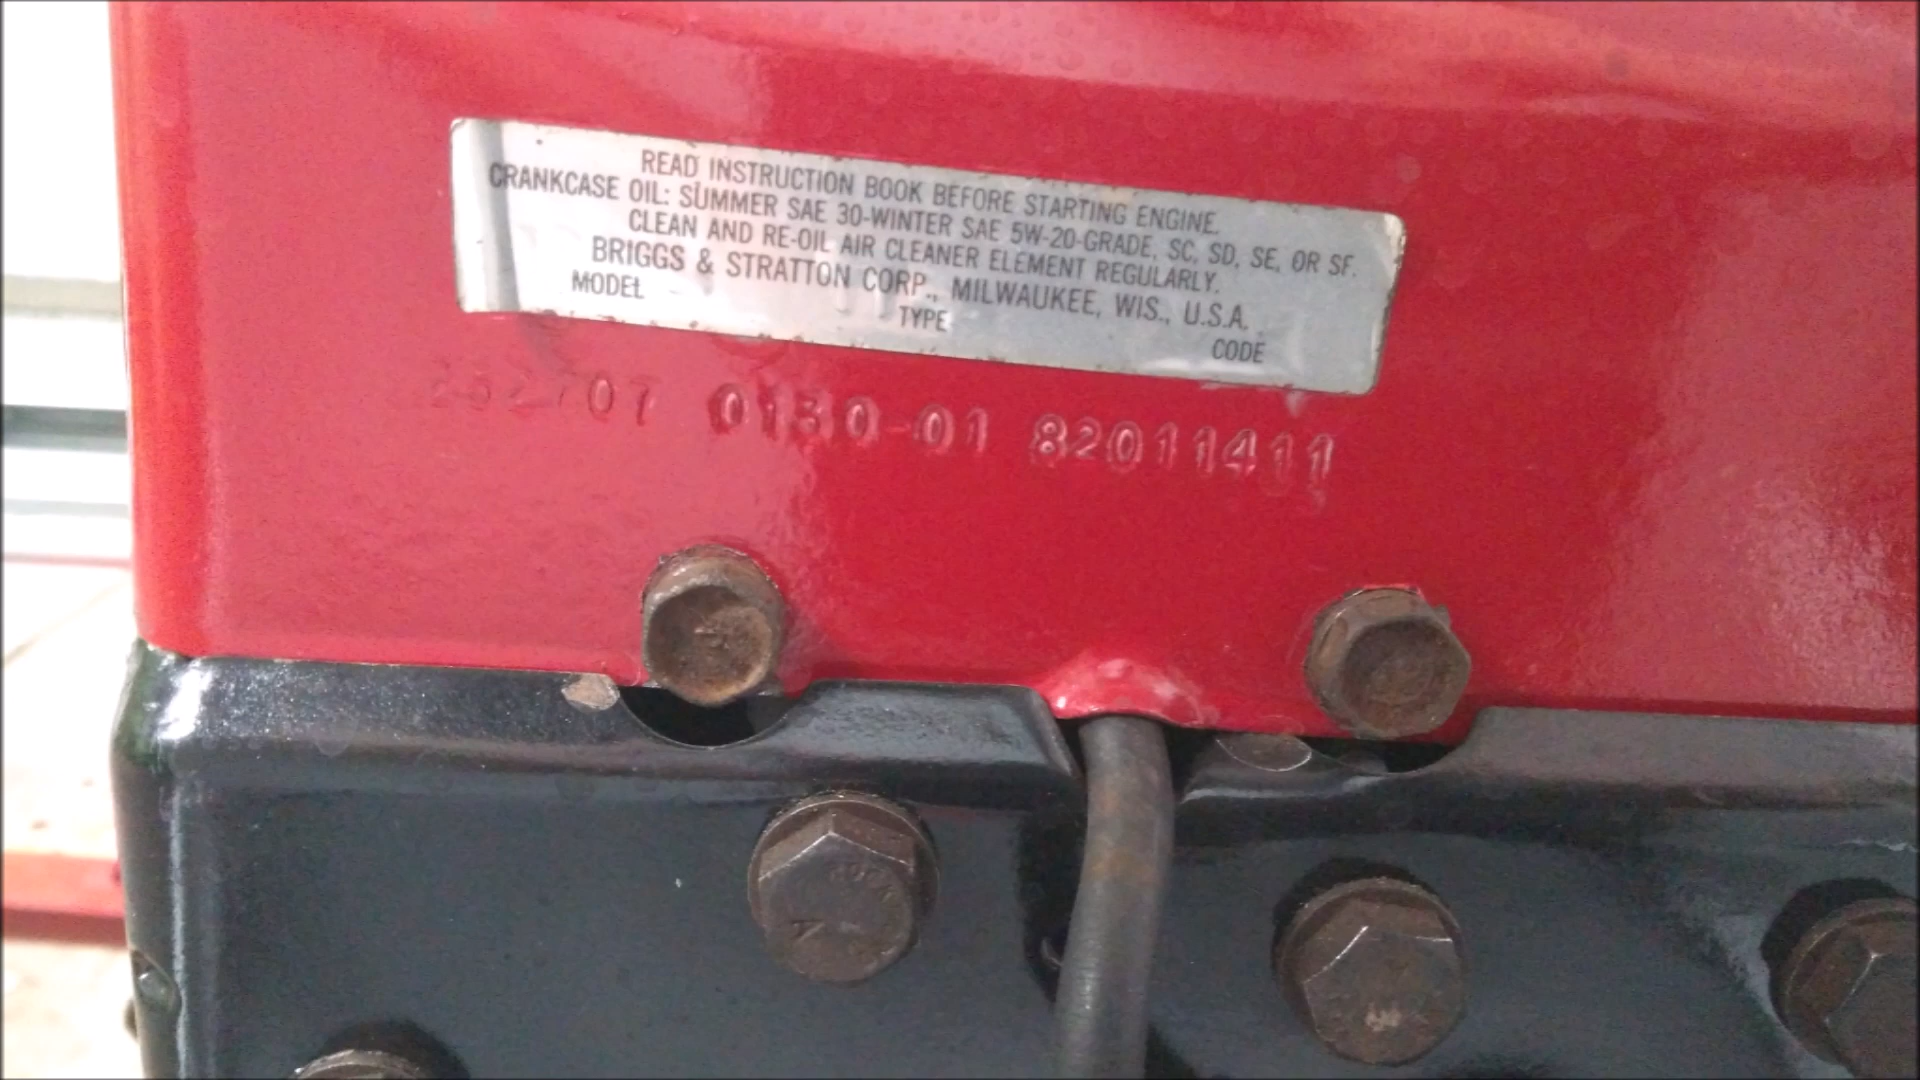 READ INSTRUCTION BOOK BEFORE STARTING ENGINE.
CRANKCASE OIL: SUMMER SAE 30-WINTER SAE 5W-20-GRADE, SC, SD, SE, OR SF.
CLEAN AND RE-OIL AIR CLEANER ELEMENT REGULARLY.
BRIGGS & STRATTON CORP., MILWAUKEE, WIS., U.S.A.
MODEL TYPE CODE
0130-01 82011411